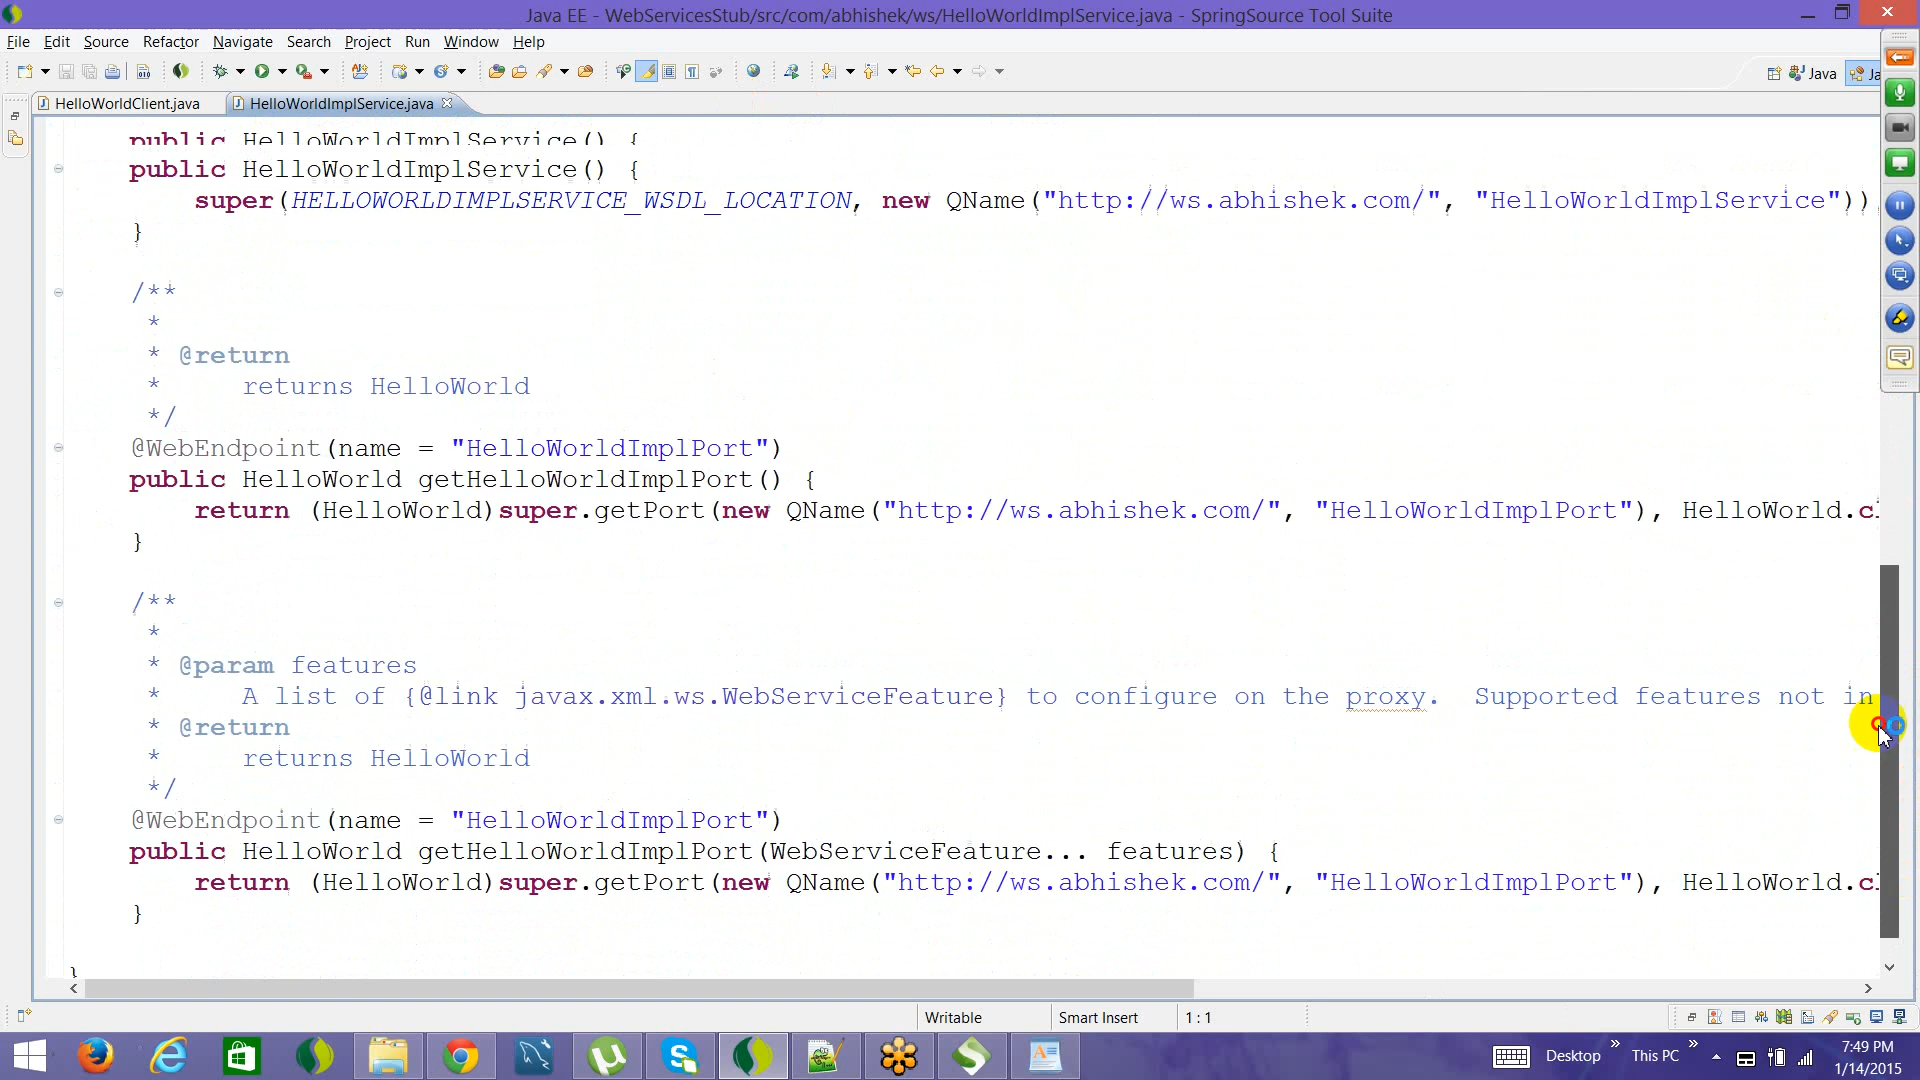 Java EE - WebServicesStub/src/com/abhishek/ws/HelloWorldImplService.java - SpringSource Tool Suite
File Edit Source Refactor Navigate Search Project Run Window Help
Java
HelloWorldClient.java HelloWorldImplService.java
public HelloWorldImplService() {
public HelloWorldImplService() {
super(HELLOWORLDIMPLSERVICE_WSDL_LOCATION, new QName("http://ws.abhishek.com/", "HelloWorldImplService"))
}
/**
*
* @return
* returns HelloWorld
*/
@WebEndpoint(name = "HelloWorldImplPort")
public HelloWorld getHelloWorldImplPort() {
return (HelloWorld)super.getPort(new QName("http://ws.abhishek.com/", "HelloWorldImplPort"), HelloWorld.cl
}
/**
*
* @param features
* A list of {@link javax.xml.ws.WebServiceFeature} to configure on the proxy. Supported features not in
* @return
* returns HelloWorld
*/
@WebEndpoint(name = "HelloWorldImplPort")
public HelloWorld getHelloWorldImplPort(WebServiceFeature... features) {
return (HelloWorld)super.getPort(new QName("http://ws.abhishek.com/", "HelloWorldImplPort"), HelloWorld.cl
}
}
Writable Smart Insert 1 : 1
Desktop This PC
7:49 PM
1/14/2015